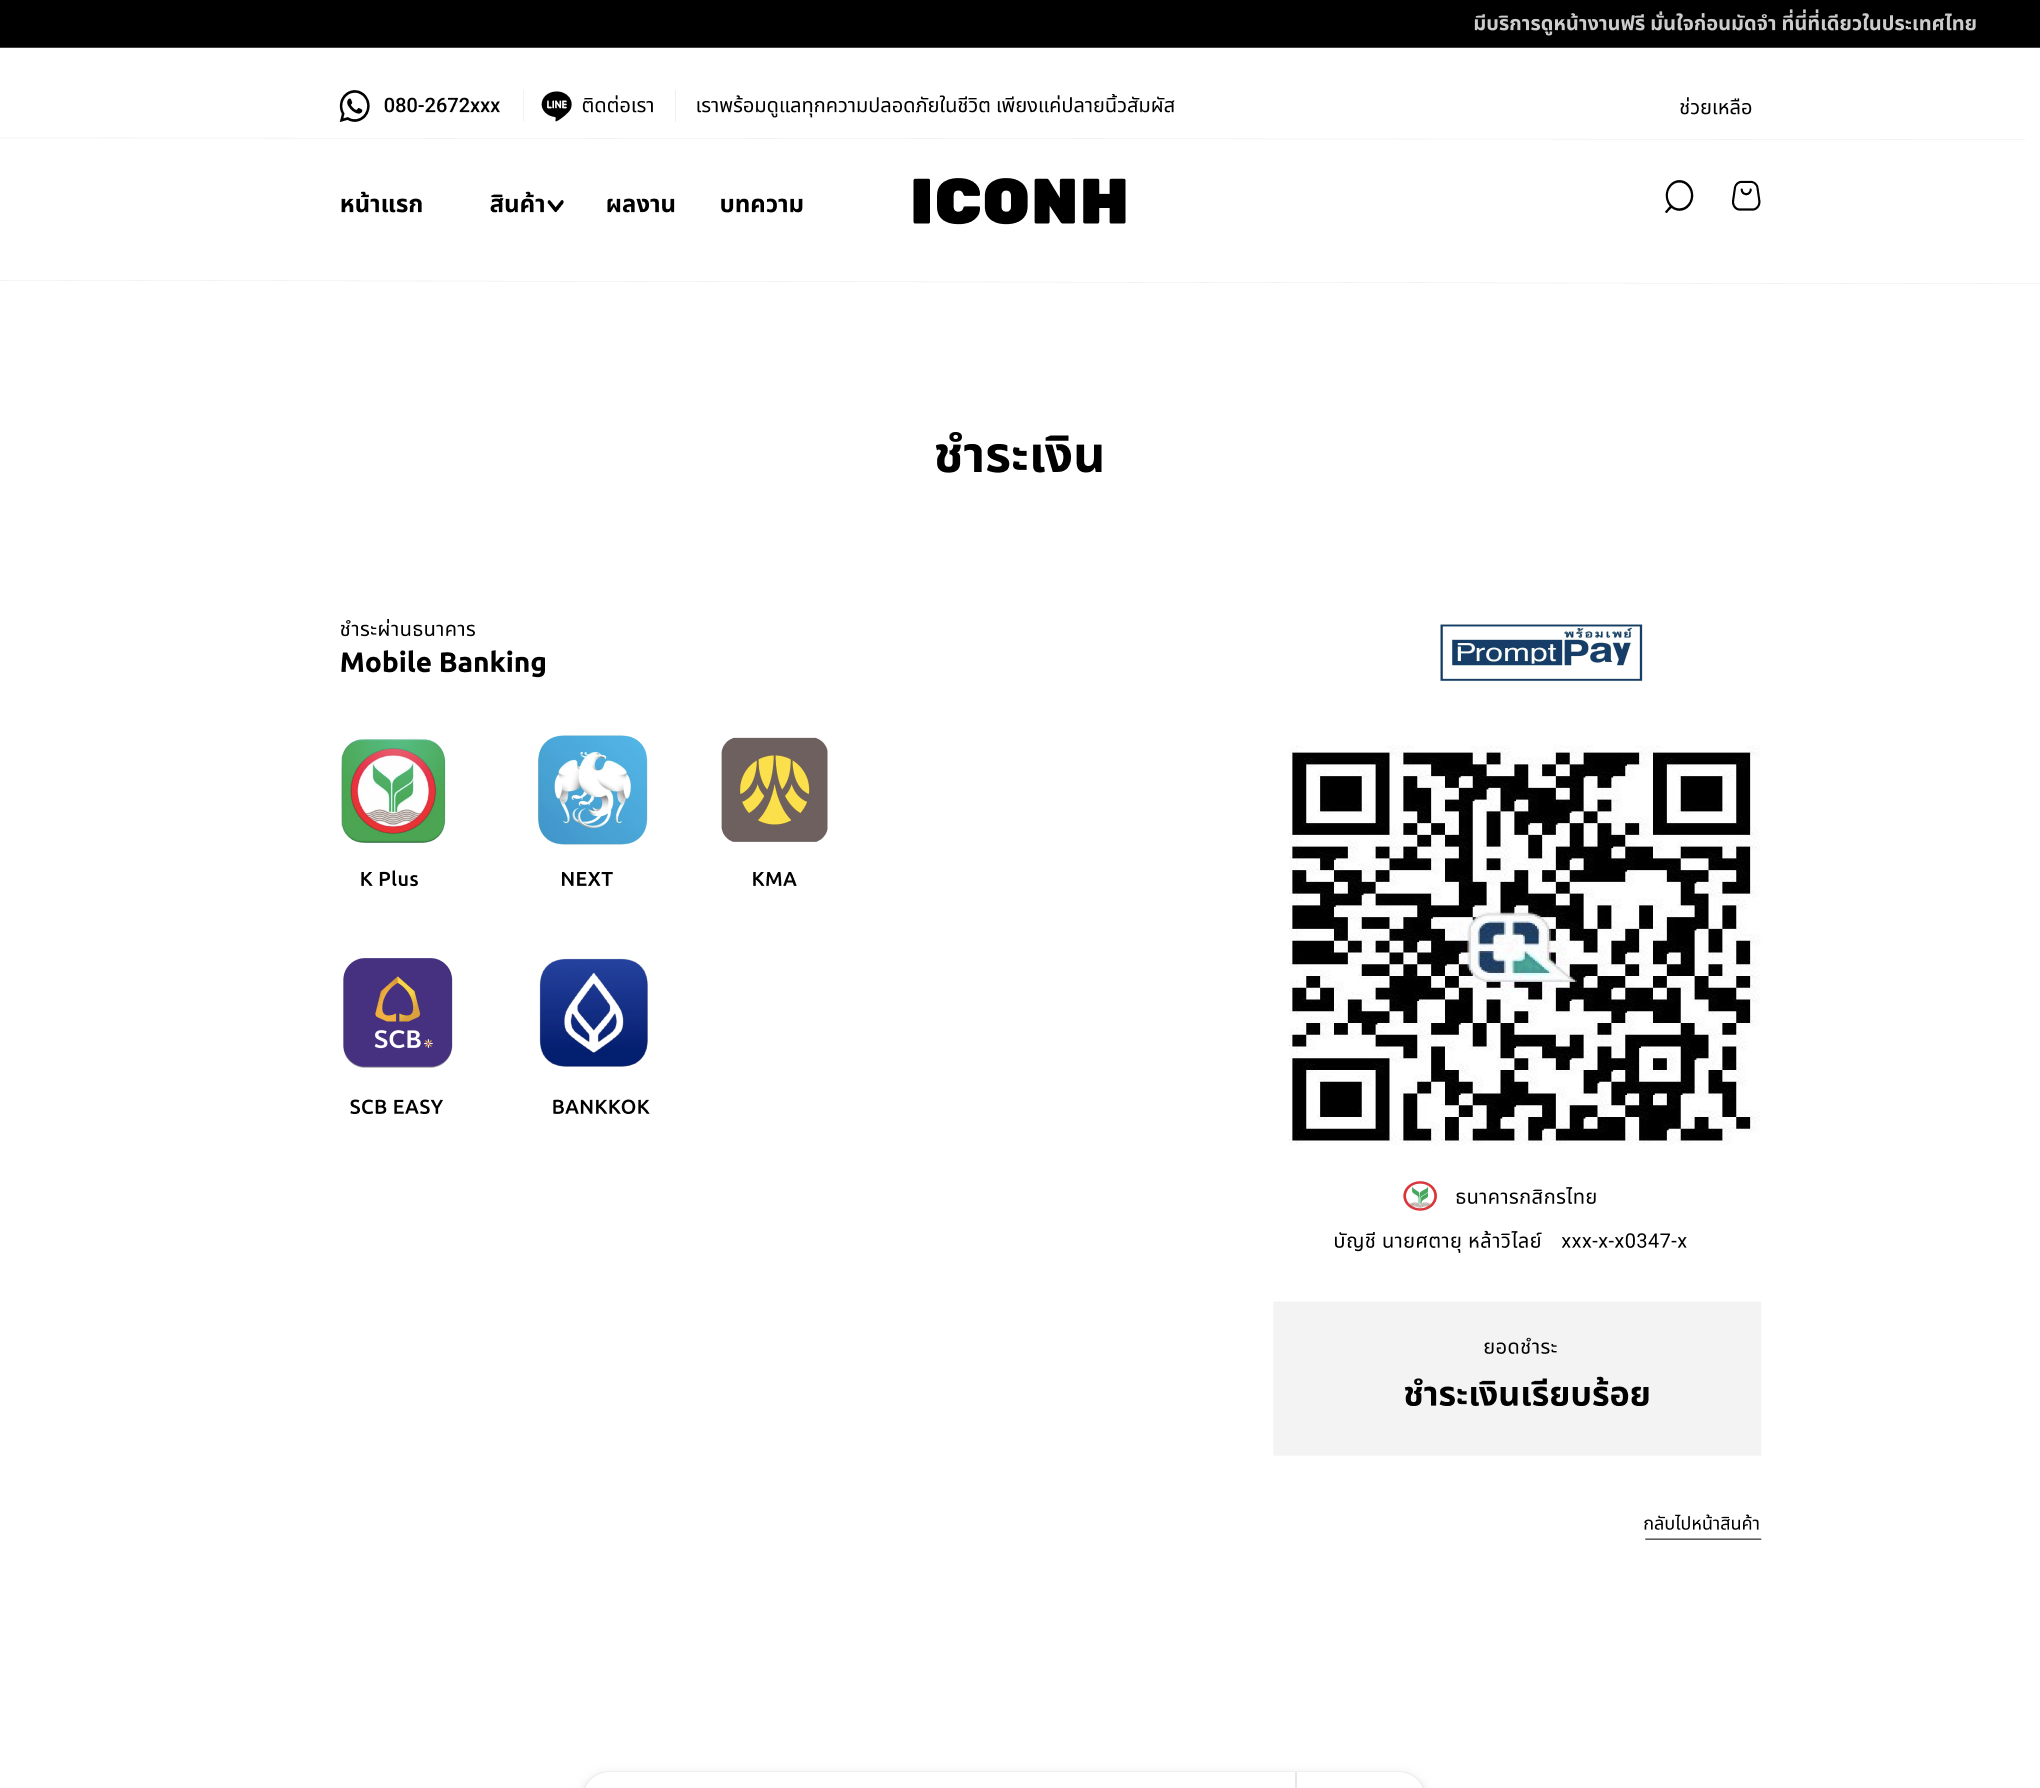 มีบริการดูหน้างานฟรี มั่นใจก่อนมัดจำ ที่นี่ที่เดียวในประเทศไทย
080-2672xxx LINE ติดต่อเรา เราพร้อมดูแลทุกความปลอดภัยในชีวิต เพียงแค่ปลายนิ้วสัมผัส ช่วยเหลือ
หน้าแรก สินค้า ผลงาน บทความ ICONH
ชำระเงิน
ชำระผ่านธนาคาร
Mobile Banking
K Plus NEXT KMA
SCB
SCB EASY BANKKOK
พร้อมเพย์
PromptPay
ธนาคารกสิกรไทย
บัญชี นายศตายุ หล้าวิไลย์ xxx-x-x0347-x
ยอดชำระ
ชำระเงินเรียบร้อย
กลับไปหน้าสินค้า